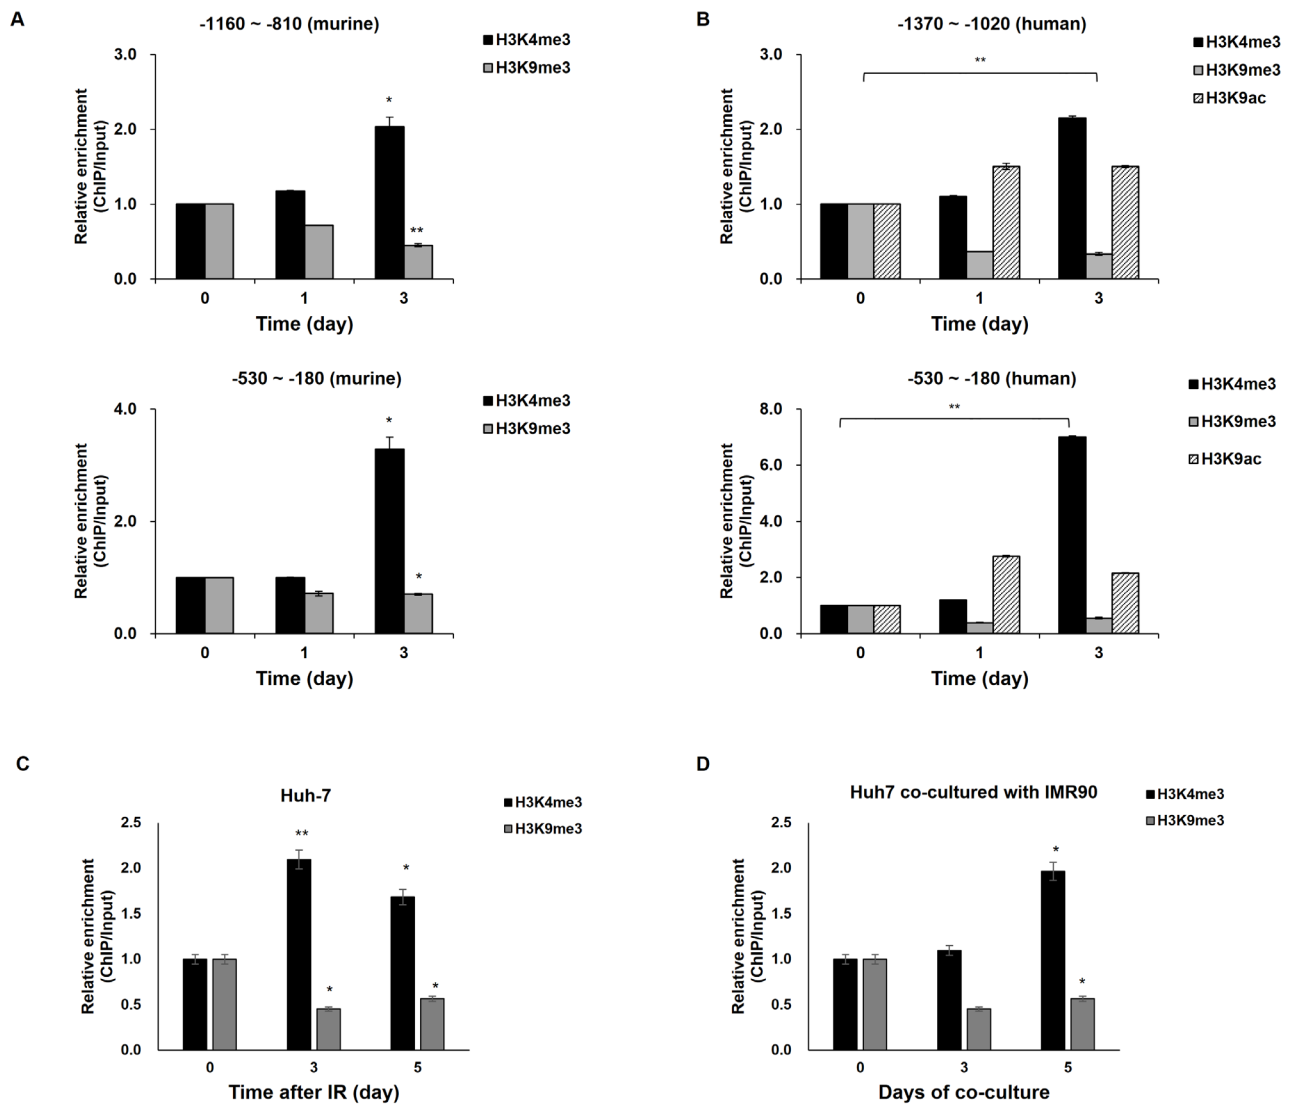 A
-1160 ~ -810 (murine)
H3K4me3
H3K9me3
Relative enrichment
(ChIP/Input)
3.0
2.0
1.0
0.0
*
**
0
1
3
Time (day)
B
-1370 ~ -1020 (human)
H3K4me3
H3K9me3
H3K9ac
Relative enrichment
(ChIP/Input)
3.0
2.0
1.0
0.0
**
0
1
3
Time (day)
-530 ~ -180 (murine)
H3K4me3
H3K9me3
Relative enrichment
(ChIP/Input)
4.0
2.0
0.0
*
*
0
1
3
Time (day)
-530 ~ -180 (human)
H3K4me3
H3K9me3
H3K9ac
Relative enrichment
(ChIP/Input)
8.0
6.0
4.0
2.0
0.0
**
0
1
3
Time (day)
C
Huh-7
H3K4me3
H3K9me3
Relative enrichment
(ChIP/Input)
2.5
2.0
1.5
1.0
0.5
0.0
**
*
*
*
0
3
5
Time after IR (day)
D
Huh7 co-cultured with IMR90
H3K4me3
H3K9me3
Relative enrichment
(ChIP/Input)
2.5
2.0
1.5
1.0
0.5
0.0
*
*
0
3
5
Days of co-culture